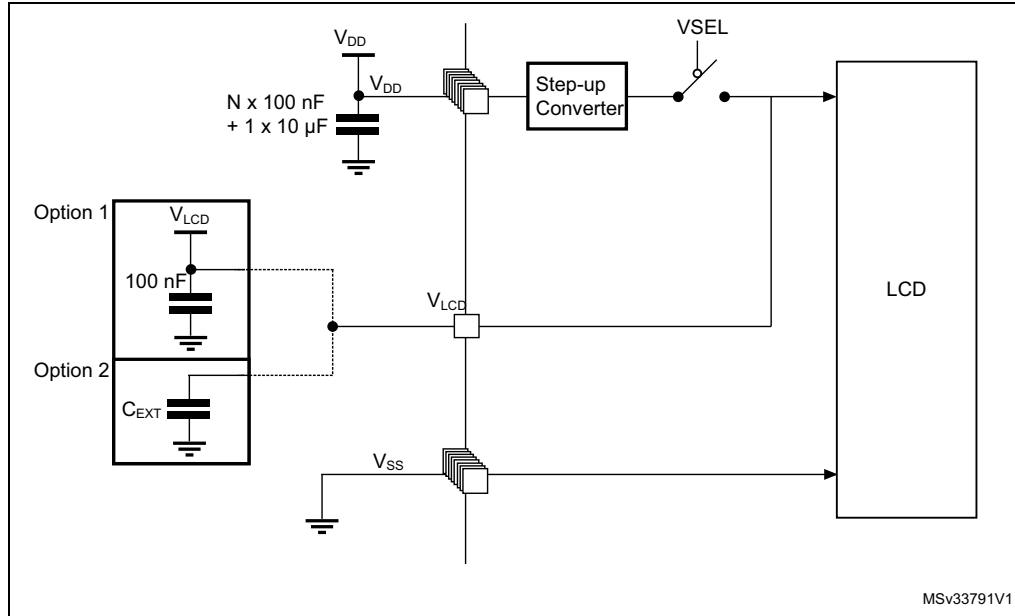 VDD
VDD
N x 100 nF
+ 1 x 10 µF
Step-up
Converter
VSEL
Option 1
VLCD
100 nF
VLCD
LCD
Option 2
CEXT
VSS
MSv33791V1